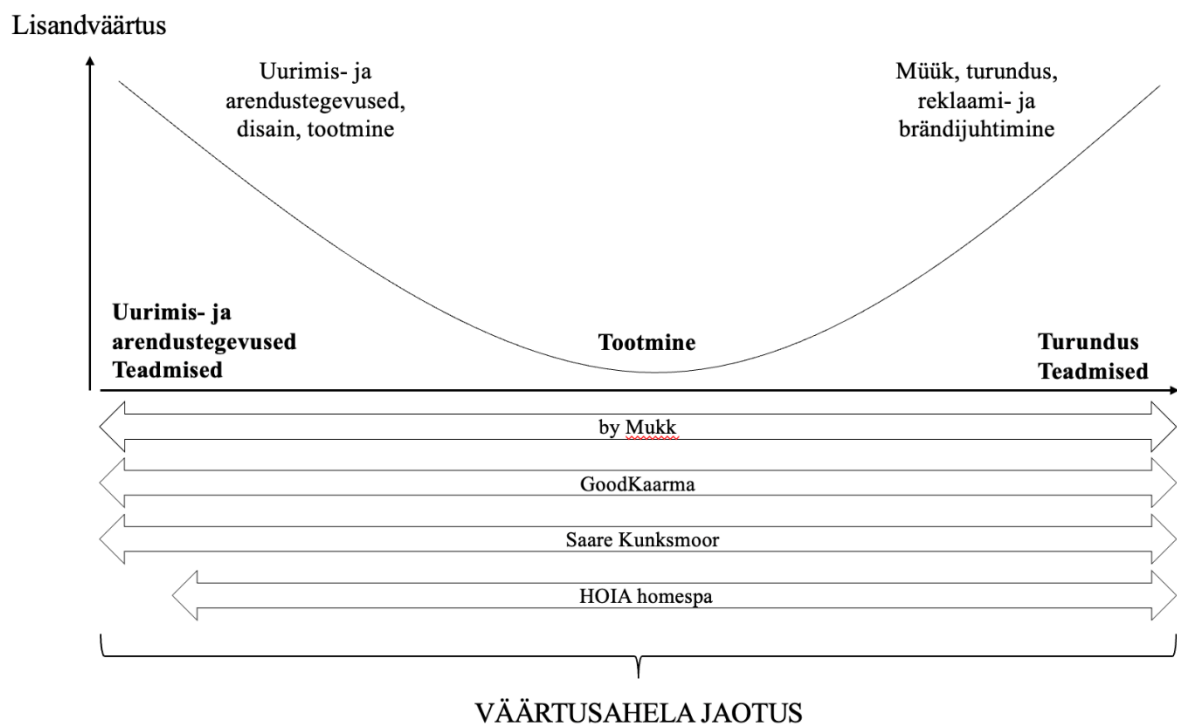 Lisandväärtus
Uurimis- ja
arendustegevused,
disain, tootmine
Müük, turundus,
reklaami- ja
brändijuhtimine
Uurimis- ja
arendustegevused
Teadmised
Tootmine
Turundus
Teadmised
by Mukk
GoodKaarma
Saare Kunksmoor
HOIA homespa
VÄÄRTUSAHELA JAOTUS